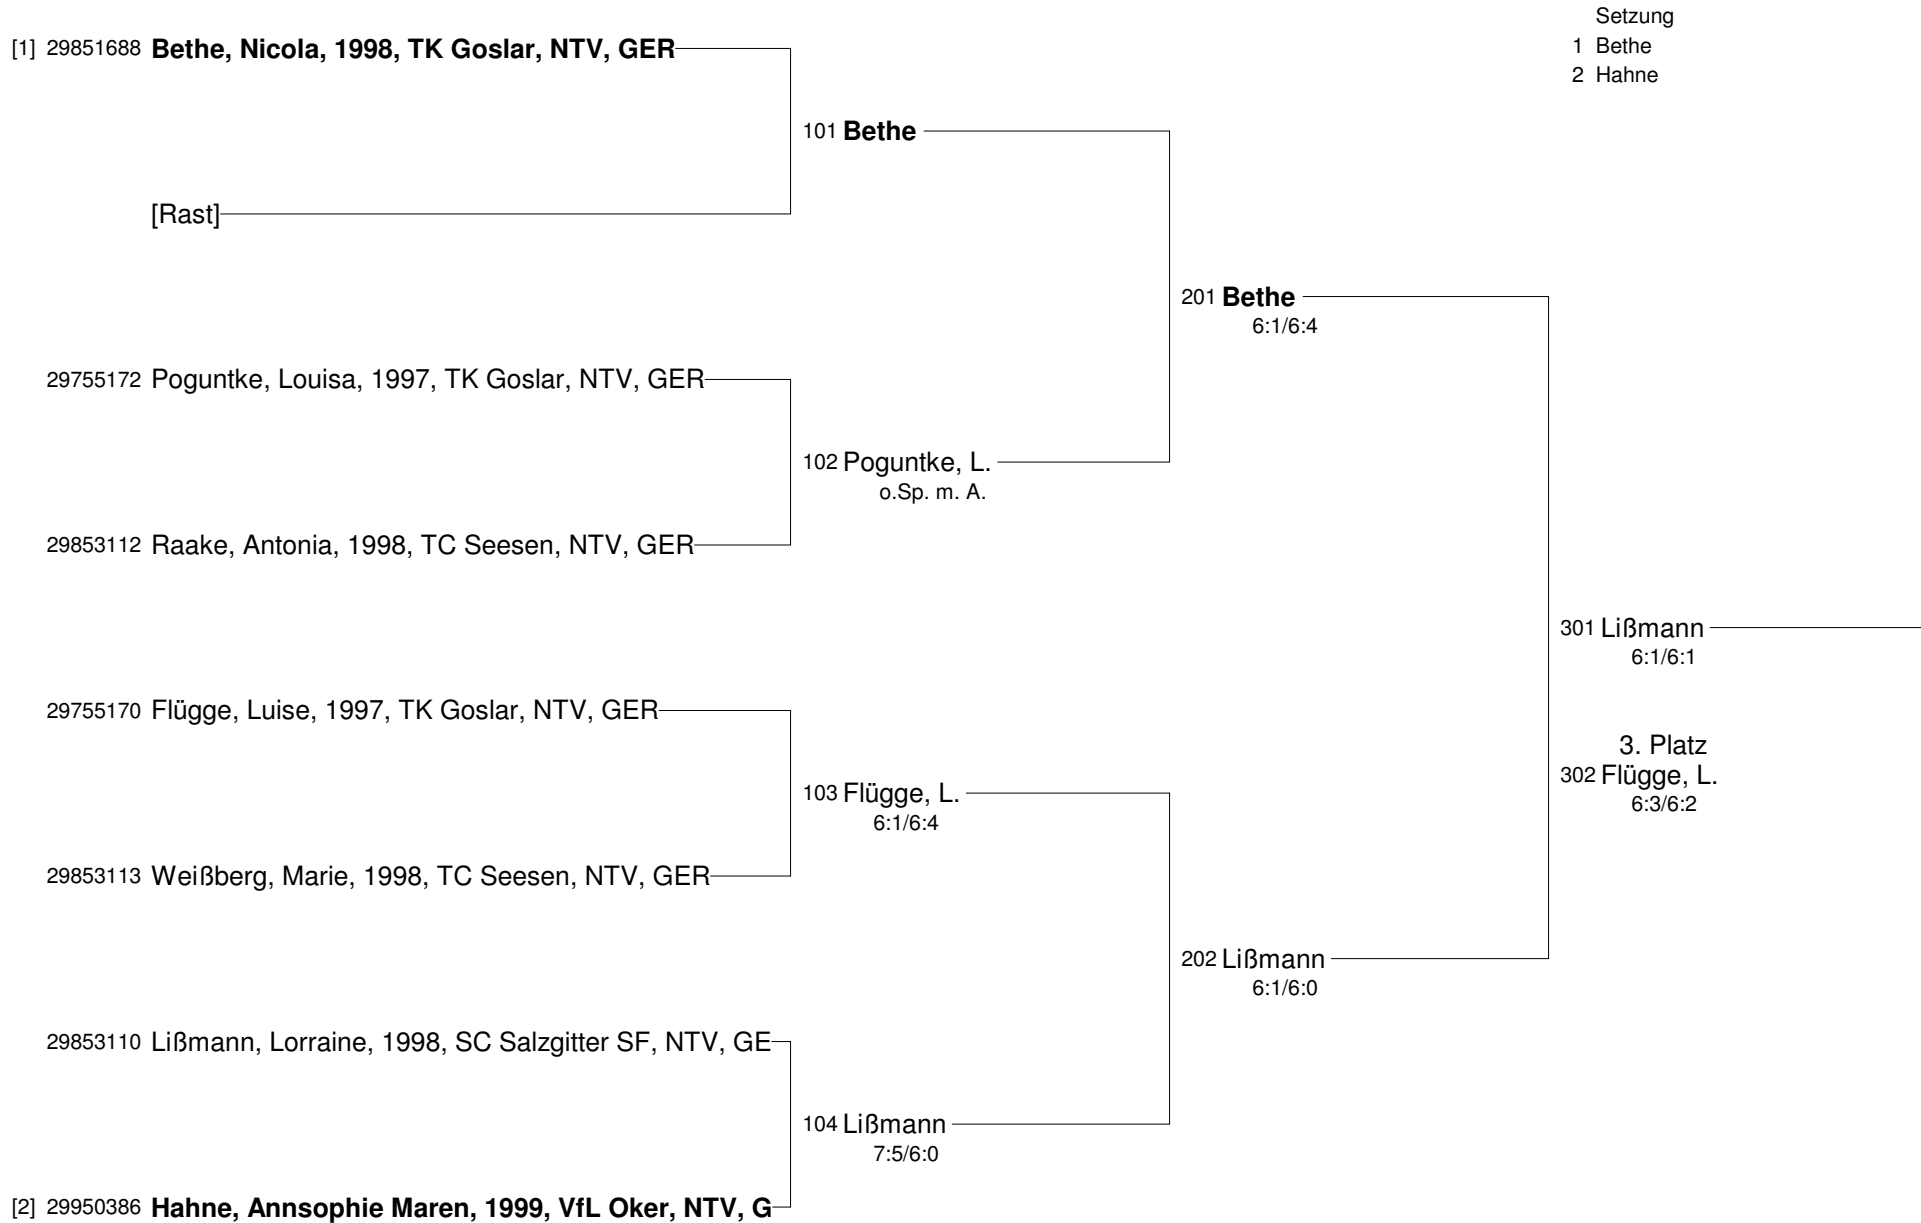 Setzung
1 Bethe
2 Hahne
[1] 29851688 Bethe, Nicola, 1998, TK Goslar, NTV, GER
101 Bethe
[Rast]
201 Bethe
6:1/6:4
29755172 Poguntke, Louisa, 1997, TK Goslar, NTV, GER
102 Poguntke, L.
o.Sp. m. A.
29853112 Raake, Antonia, 1998, TC Seesen, NTV, GER
301 Lißmann
6:1/6:1
29755170 Flügge, Luise, 1997, TK Goslar, NTV, GER
3. Platz
302 Flügge, L.
6:3/6:2
103 Flügge, L.
6:1/6:4
29853113 Weißberg, Marie, 1998, TC Seesen, NTV, GER
202 Lißmann
6:1/6:0
29853110 Lißmann, Lorraine, 1998, SC Salzgitter SF, NTV, GE
104 Lißmann
7:5/6:0
[2] 29950386 Hahne, Annsophie Maren, 1999, VfL Oker, NTV, G